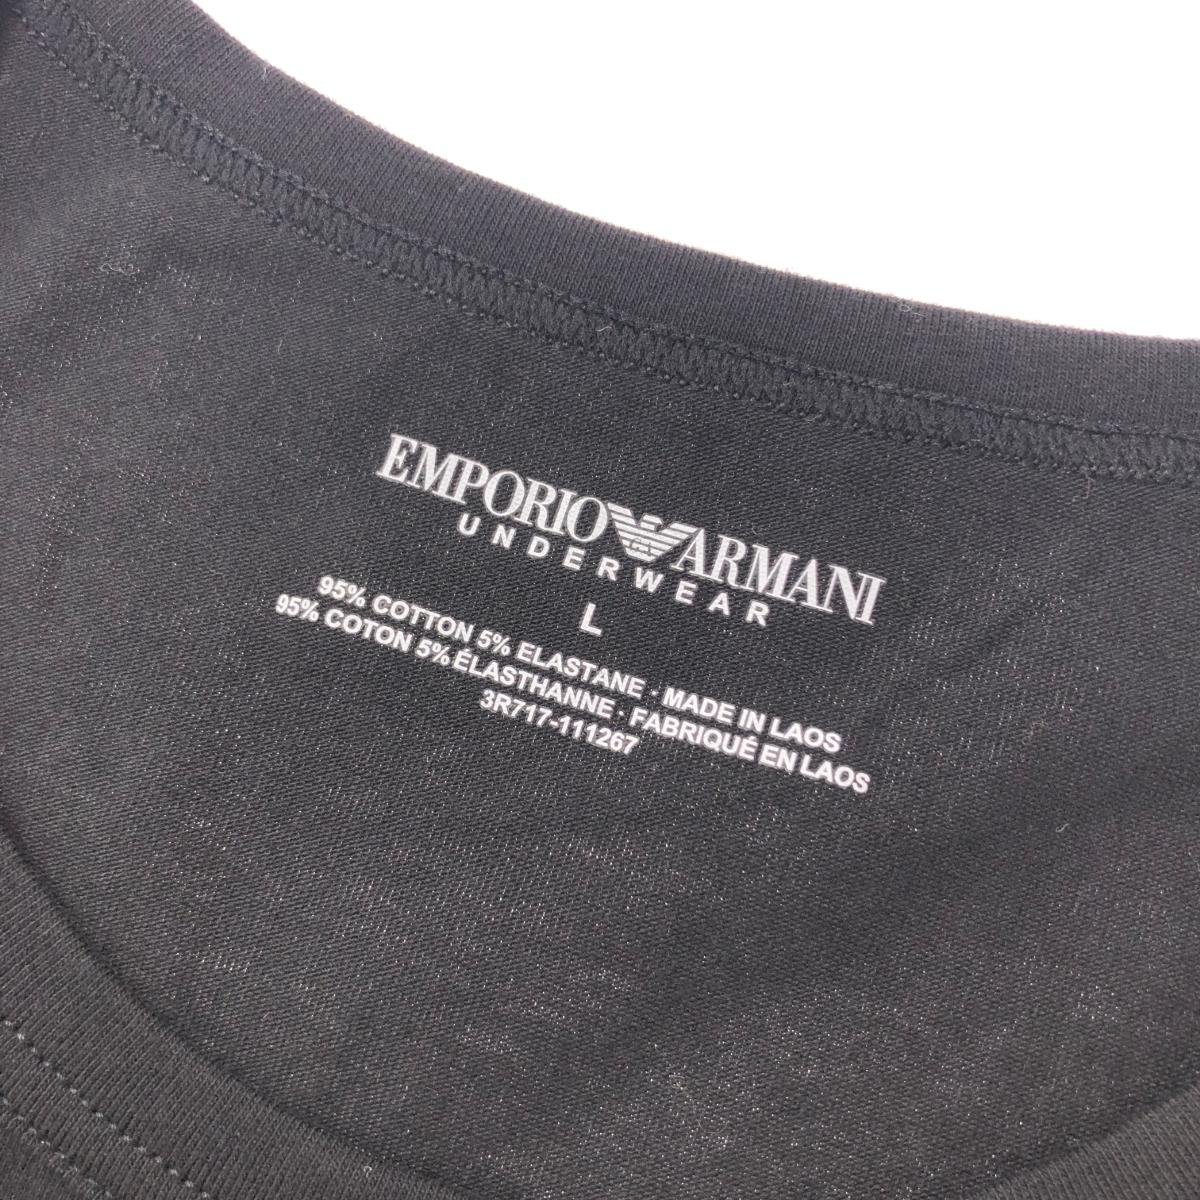 EMPORIO ARMANI
UNDERWEAR
L
95% COTTON 5% ELASTANE · MADE IN LAOS
95% COTON 5% ÉLASTHANNE · FABRIQUÉ EN LAOS
3R717-111267